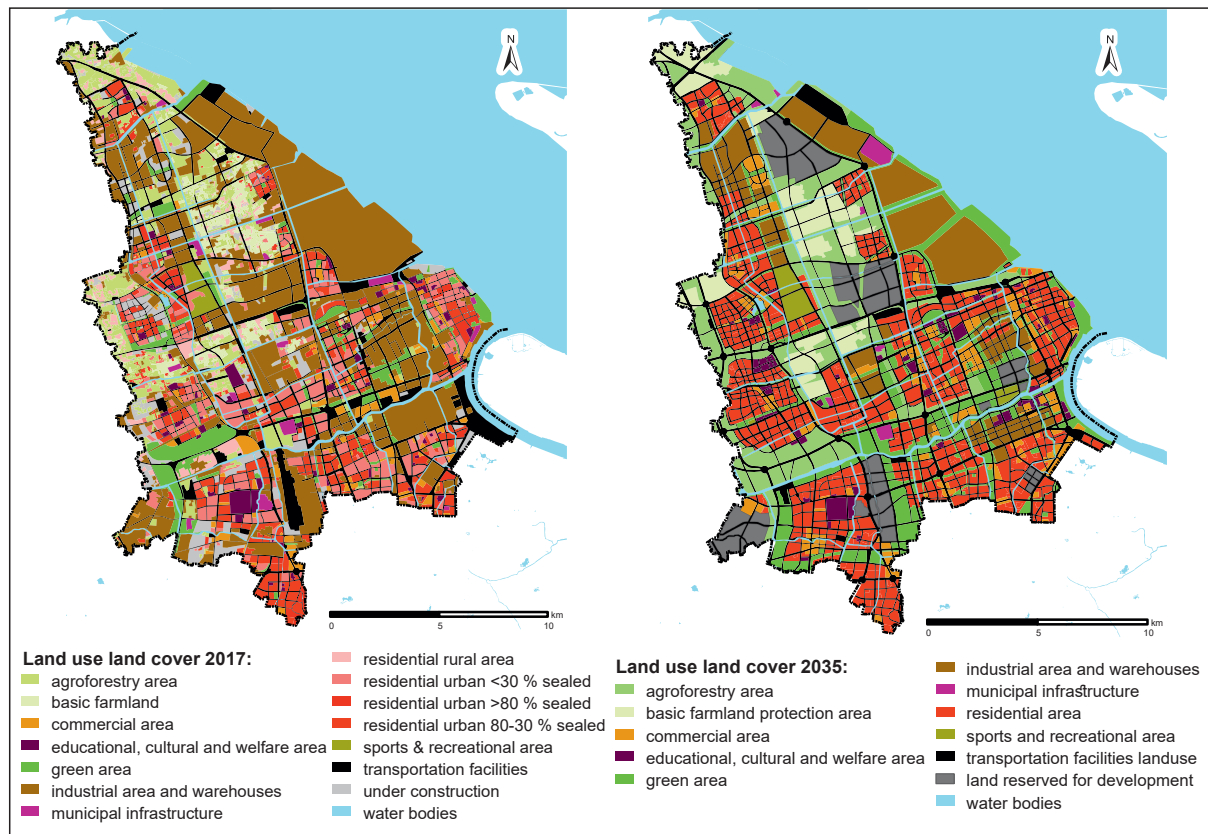 N
N
km
0 5 10
km
0 5 10
Land use land cover 2017:
agroforestry area
basic farmland
commercial area
educational, cultural and welfare area
green area
industrial area and warehouses
municipal infrastructure
residential rural area
residential urban <30 % sealed
residential urban >80 % sealed
residential urban 80-30 % sealed
sports & recreational area
transportation facilities
under construction
water bodies
Land use land cover 2035:
agroforestry area
basic farmland protection area
commercial area
educational, cultural and welfare area
green area
industrial area and warehouses
municipal infrastructure
residential area
sports and recreational area
transportation facilities landuse
land reserved for development
water bodies